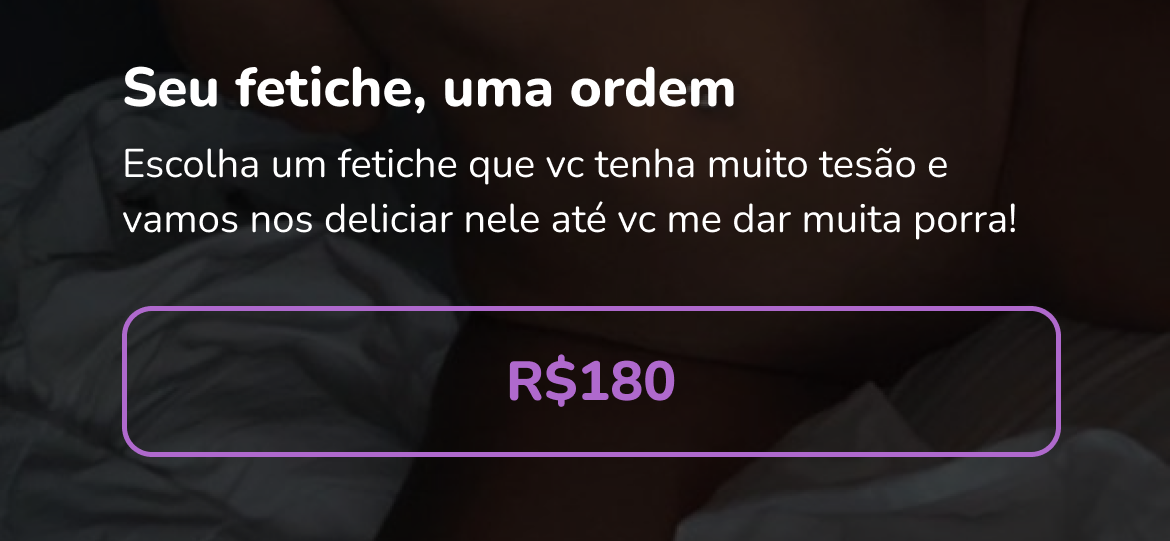 Seu fetiche, uma ordem
Escolha um fetiche que vc tenha muito tesão e
vamos nos deliciar nele até vc me dar muita porra!
R$180